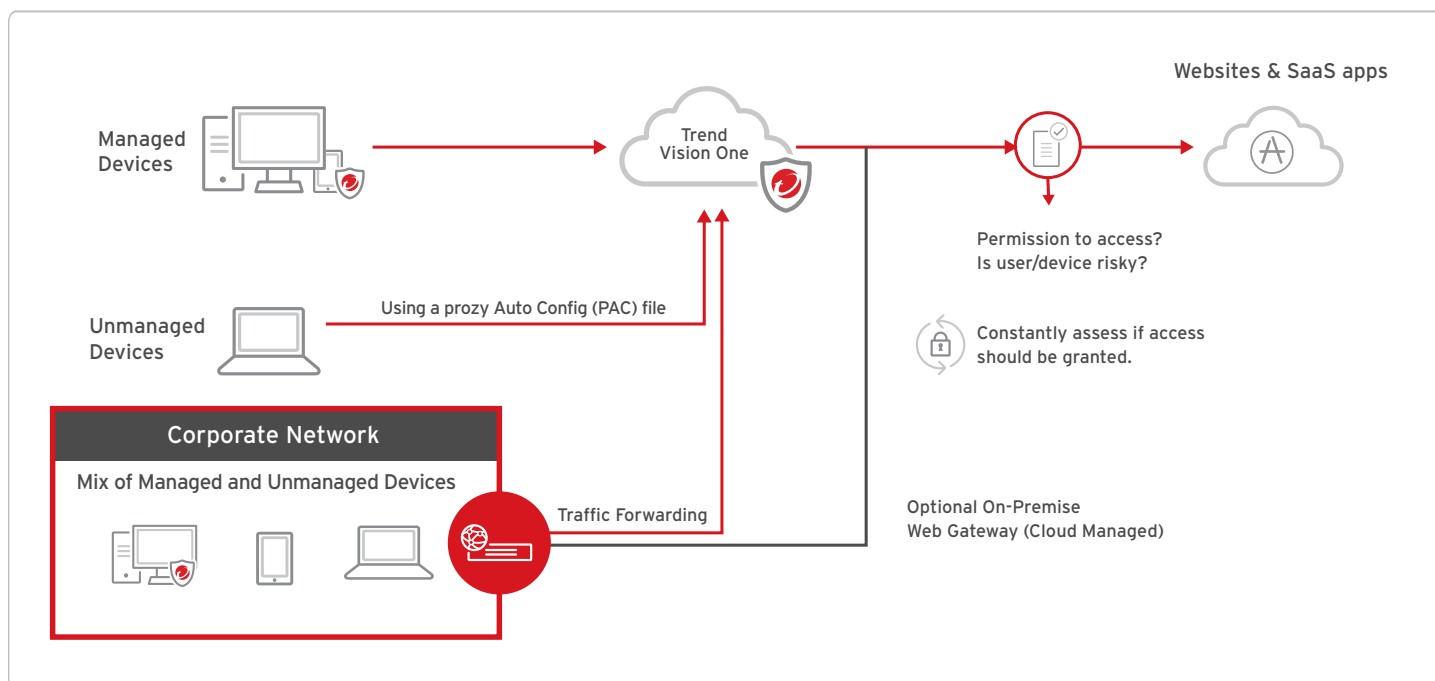 Websites & SaaS apps
Managed
Devices
Trend
Vision One
Permission to access?
Is user/device risky?
Using a prozy Auto Config (PAC) file
Unmanaged
Devices
Constantly assess if access
should be granted.
Corporate Network
Mix of Managed and Unmanaged Devices
Traffic Forwarding
Optional On-Premise
Web Gateway (Cloud Managed)